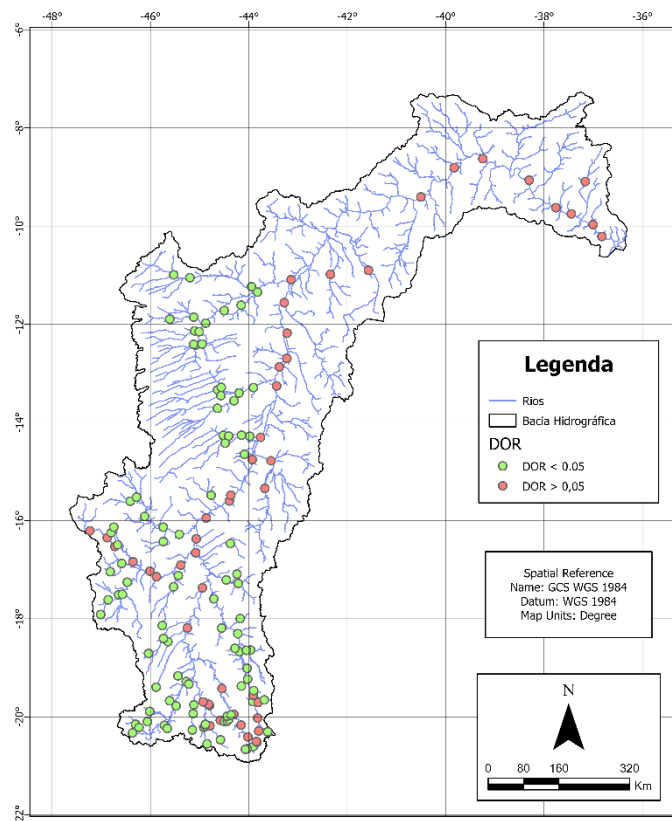 -48° -46° -44° -42° -40° -38° -36°
-6°
-8°
-10°
12°
-14°
16°
18°
20°
22°
Legenda
Rios
Bacia Hidrográfica
DOR
DOR < 0.05
DOR > 0,05
Spatial Reference
Name: GCS WGS 1984
Datum: WGS 1984
Map Units: Degree
N
0 80 160 320
Km